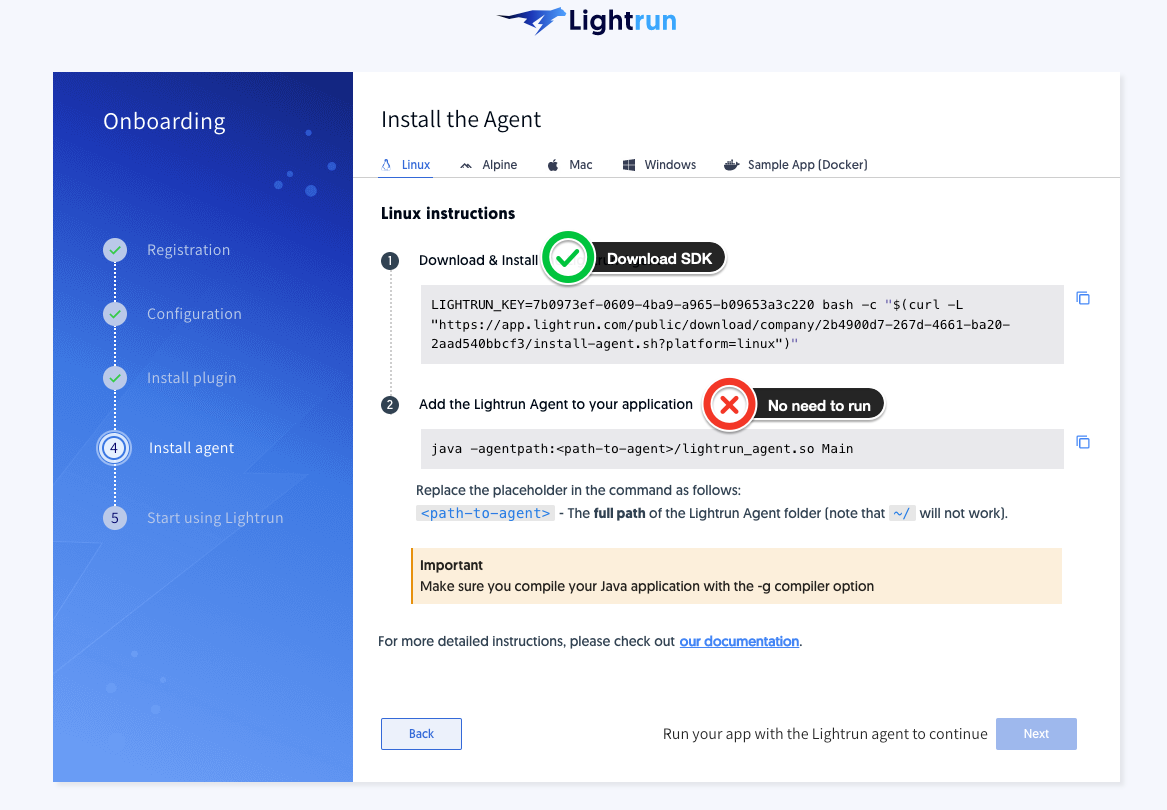 Lightrun
Onboarding
Registration
Configuration
Install plugin
4 Install agent
5 Start using Lightrun
Install the Agent
Linux Alpine Mac Windows Sample App (Docker)
Linux instructions
1 Download & Install Download SDK
LIGHTRUN_KEY=7b0973ef-0609-4ba9-a965-b09653a3c220 bash -c "$(curl -L
"https://app.lightrun.com/public/download/company/2b4900d7-267d-4661-ba20-
2aad540bbcf3/install-agent.sh?platform=linux")"
2 Add the Lightrun Agent to your application No need to run
java -agentpath:<path-to-agent>/lightrun_agent.so Main
Replace the placeholder in the command as follows:
<path-to-agent> - The full path of the Lightrun Agent folder (note that ~/ will not work).
Important
Make sure you compile your Java application with the -g compiler option
For more detailed instructions, please check out our documentation.
Back Run your app with the Lightrun agent to continue Next